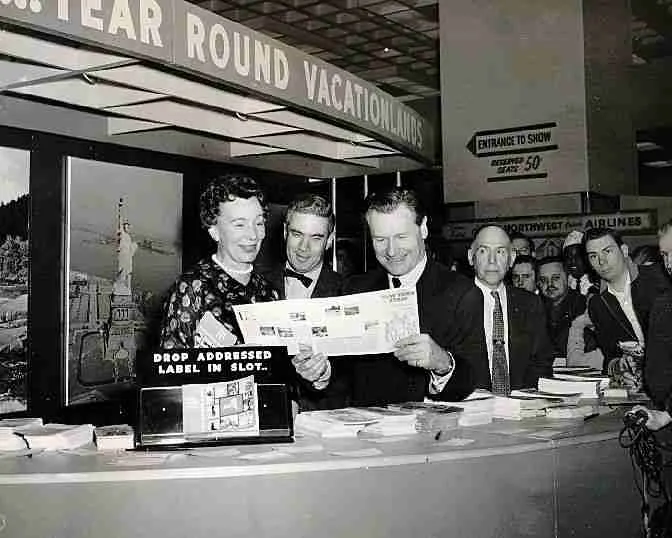 YEAR ROUND VACATIONLANDS
ENTRANCE TO SHOW
RESERVED
SEATS 50¢
NORTHWEST AIRLINES
DROP ADDRESSED
LABEL IN SLOT..